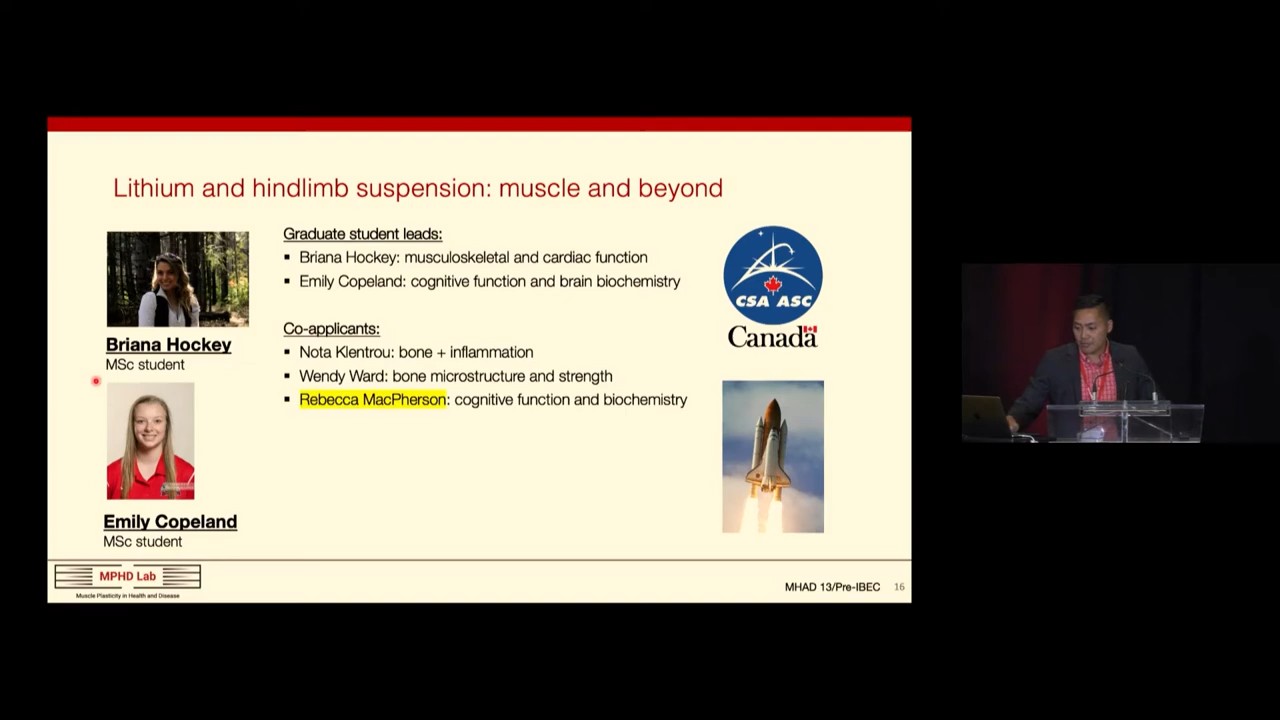 Lithium and hindlimb suspension: muscle and beyond
Graduate student leads:
▪ Briana Hockey: musculoskeletal and cardiac function
▪ Emily Copeland: cognitive function and brain biochemistry
Co-applicants:
▪ Nota Klentrou: bone + inflammation
▪ Wendy Ward: bone microstructure and strength
▪ Rebecca MacPherson: cognitive function and biochemistry
Briana Hockey
MSc student
Emily Copeland
MSc student
CSA ASC
Canada
MPHD Lab
Muscle Plasticity in Health and Disease
MHAD 13/Pre-IBEC 16